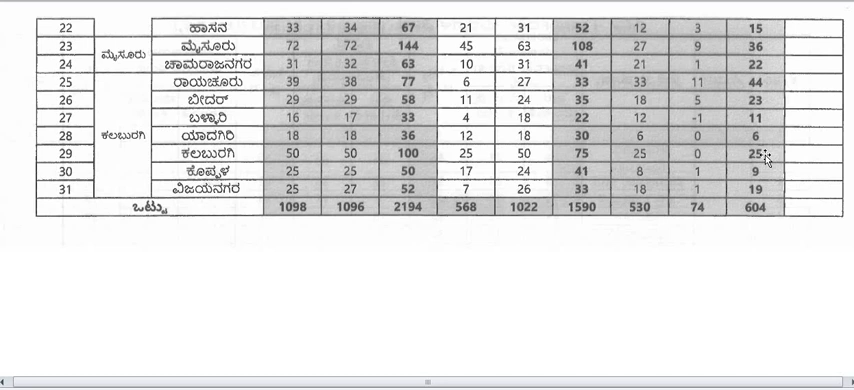 22 ಹಾಸನ 33 34 67 21 31 52 12 3 15
23 ಮೈಸೂರು ಮೈಸೂರು 72 72 144 45 63 108 27 9 36
24 ಚಾಮರಾಜನಗರ 31 32 63 10 31 41 21 1 22
25 ಕಲಬುರಗಿ ರಾಯಚೂರು 39 38 77 6 27 33 33 11 44
26 ಬೀದರ್ 29 29 58 11 24 35 18 5 23
27 ಬಳ್ಳಾರಿ 16 17 33 4 18 22 12 -1 11
28 ಯಾದಗಿರಿ 18 18 36 12 18 30 6 0 6
29 ಕಲಬುರಗಿ 50 50 100 25 50 75 25 0 25
30 ಕೊಪ್ಪಳ 25 25 50 17 24 41 8 1 9
31 ವಿಜಯನಗರ 25 27 52 7 26 33 18 1 19
ಒಟ್ಟು 1098 1096 2194 568 1022 1590 530 74 604